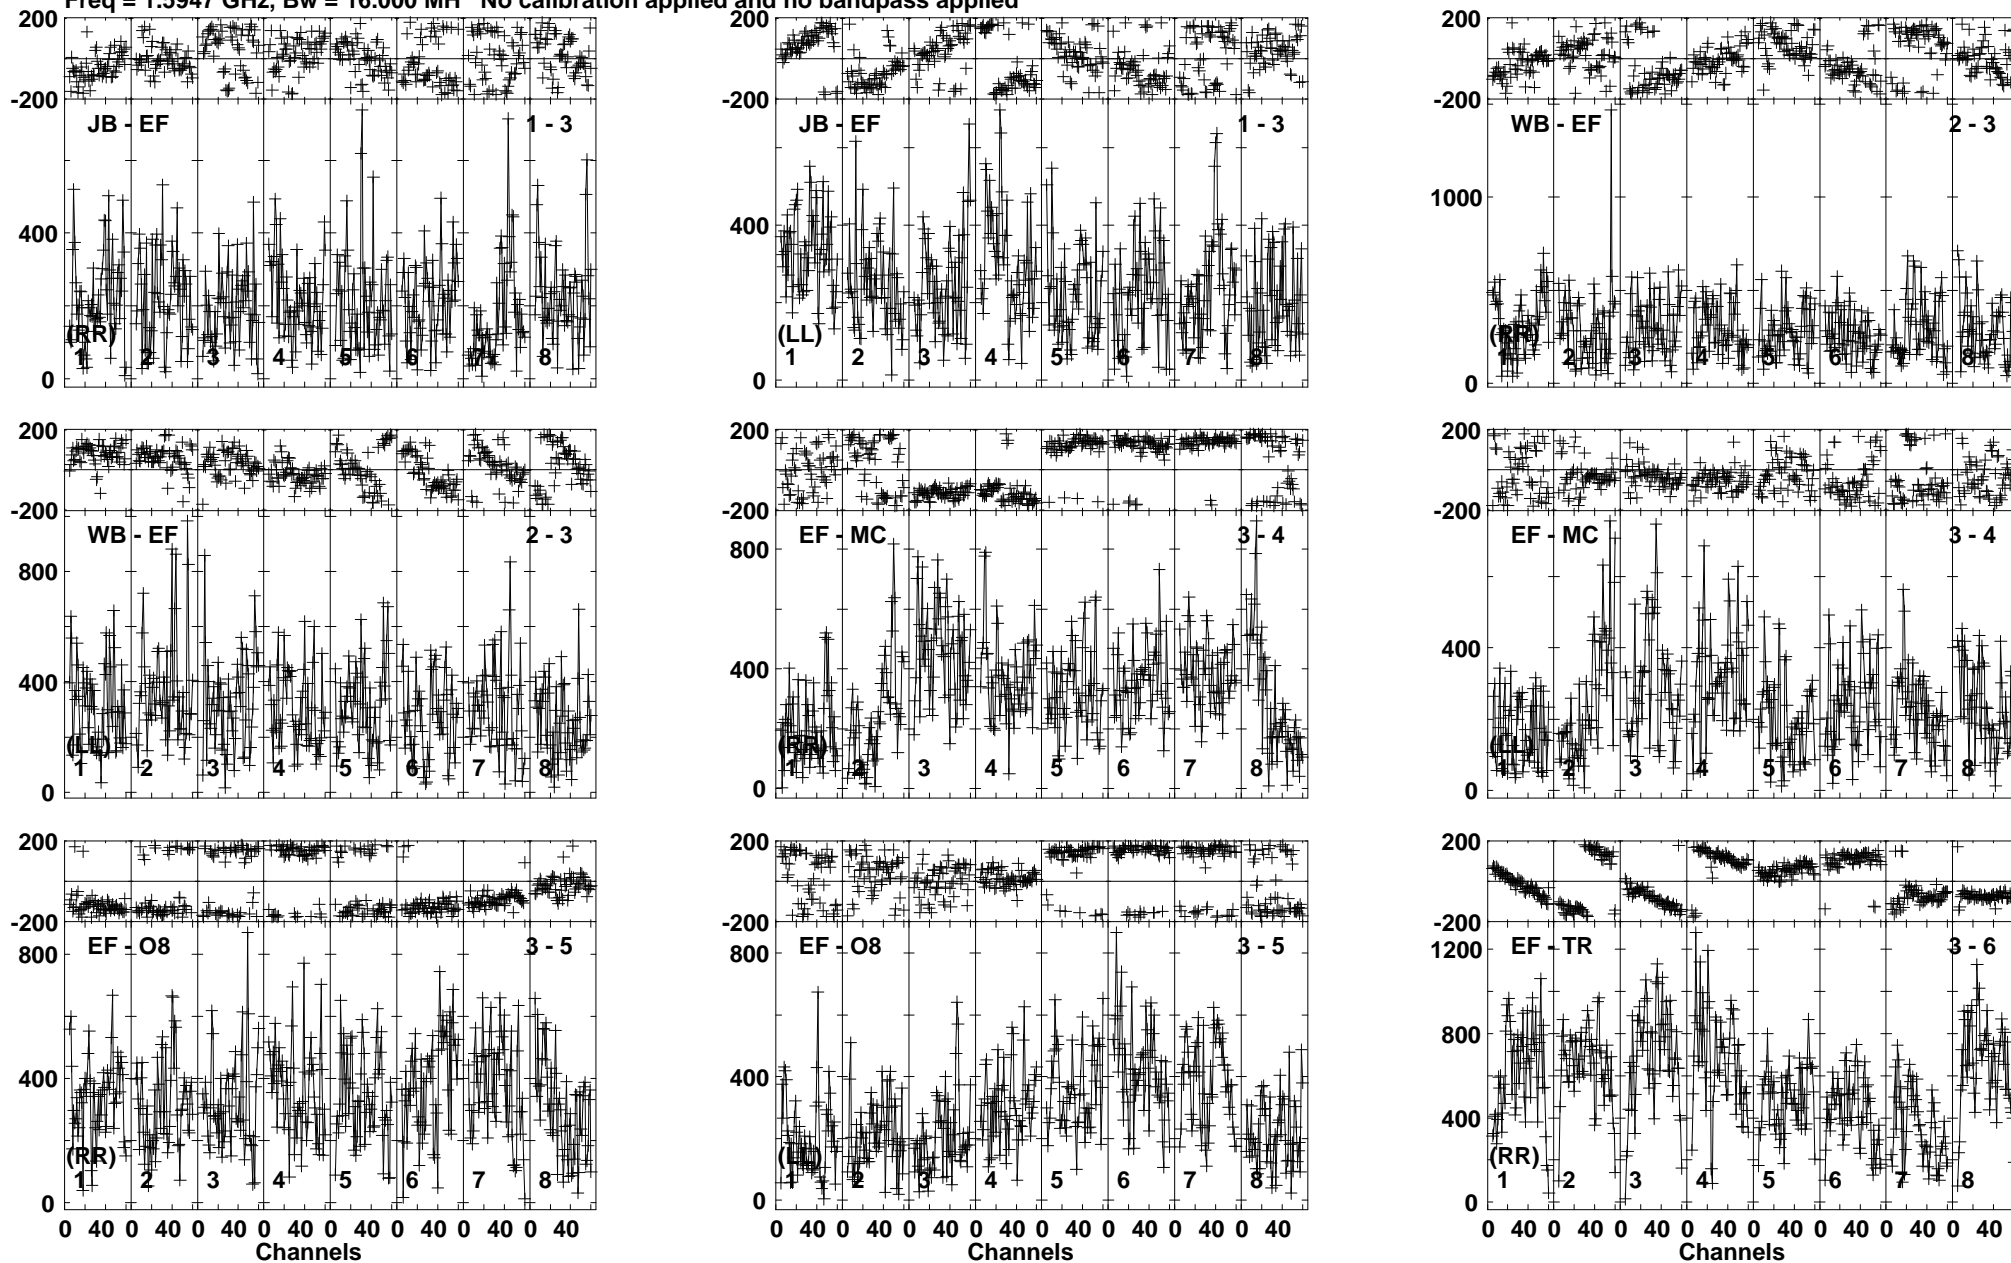 Freq = 1.5947 GHz, Bw = 16.000 MH No calibration applied and no bandpass applied
200 200 200
-200 -200 -200
JB - EF 1 - 3 JB - EF 1 - 3 WB - EF 2 - 3
1000
400 400
(RR) (LL) (RR)
1 2 3 4 5 6 7 8 1 2 3 4 5 6 7 8 1 2 3 4 5 6 7 8
0 0 0
200 200 200
-200 -200 -200
WB - EF 2 - 3 EF - MC 3 - 4 EF - MC 3 - 4
800 800
400 400 400
(LL) (RR) (LL)
1 2 3 4 5 6 7 8 1 2 3 4 5 6 7 8 1 2 3 4 5 6 7 8
0 0 0
200 200 200
-200 -200 -200
EF - O8 3 - 5 EF - O8 3 - 5 EF - TR 3 - 6
800 800 1200
800
400 400 400
(RR) (LL) (RR)
1 2 3 4 5 6 7 8 1 2 3 4 5 6 7 8 1 2 3 4 5 6 7 8
0 0 0
0 40 0 40 0 40 0 40 0 40 0 40 0 40 0 40 0 40 0 40 0 40 0 40 0 40 0 40 0 40 0 40 0 40 0 40 0 40 0 40 0 40 0 40 0 40 0 40
Channels Channels Channels